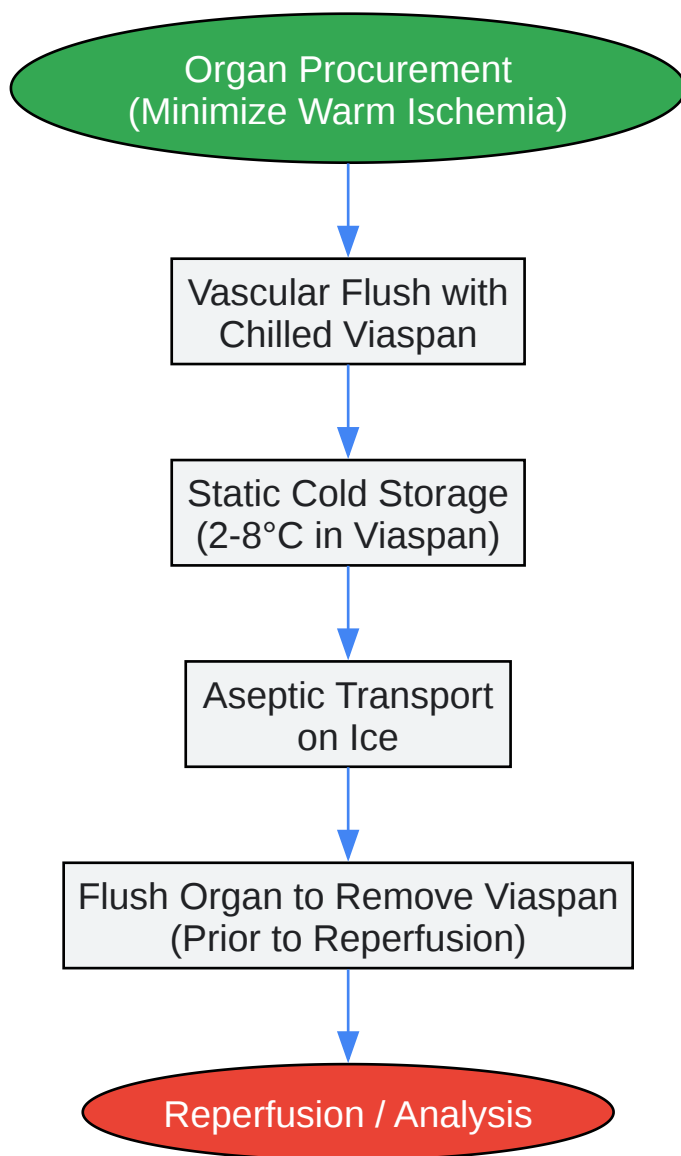 Organ Procurement
(Minimize Warm Ischemia)
Vascular Flush with
Chilled Viaspan
Static Cold Storage
(2-8°C in Viaspan)
Aseptic Transport
on Ice
Flush Organ to Remove Viaspan
(Prior to Reperfusion)
Reperfusion / Analysis